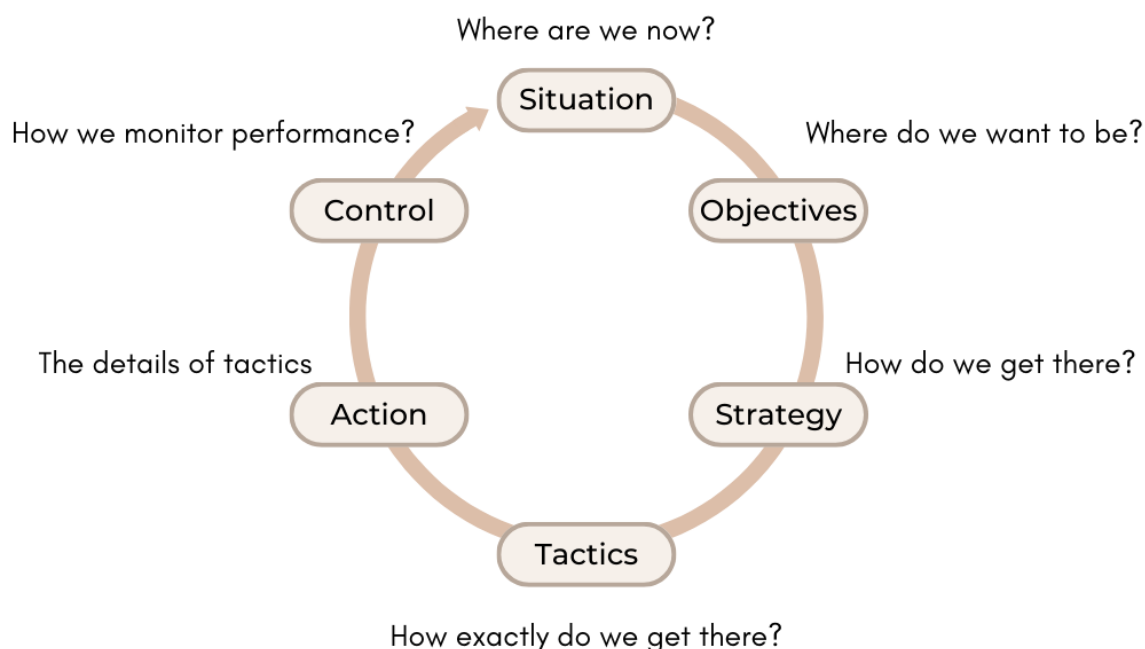 Where are we now?
Situation
Where do we want to be?
Objectives
How do we get there?
Strategy
Tactics
How exactly do we get there?
The details of tactics
Action
How we monitor performance?
Control